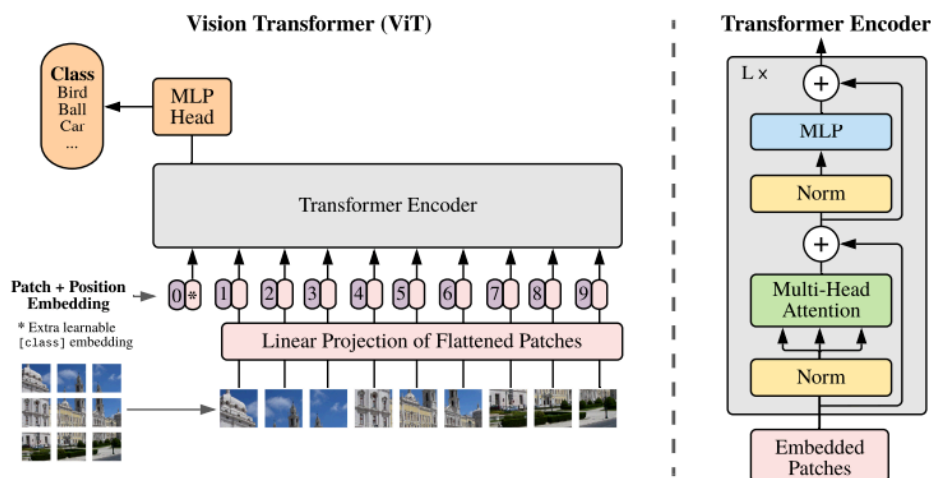 Vision Transformer (ViT)
Class
Bird
Ball
Car
...
MLP
Head
Transformer Encoder
Patch + Position
Embedding
0 * 1 2 3 4 5 6 7 8 9
* Extra learnable
[class] embedding
Linear Projection of Flattened Patches
Transformer Encoder
L ×
+
MLP
Norm
+
Multi-Head
Attention
Norm
Embedded
Patches